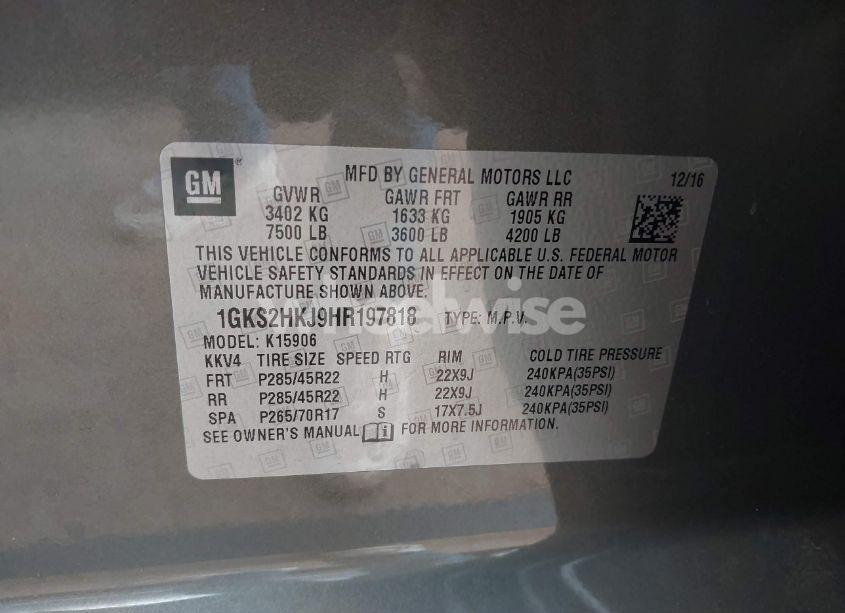 GM ®
MFD BY GENERAL MOTORS LLC 12/16
GVWR GAWR FRT GAWR RR
3402 KG 1633 KG 1905 KG
7500 LB 3600 LB 4200 LB
THIS VEHICLE CONFORMS TO ALL APPLICABLE U.S. FEDERAL MOTOR
VEHICLE SAFETY STANDARDS IN EFFECT ON THE DATE OF
MANUFACTURE SHOWN ABOVE.
1GKS2HKJ9HR197818 TYPE: M.P.V.
MODEL: K15906
KKV4 TIRE SIZE SPEED RTG RIM COLD TIRE PRESSURE
FRT P285/45R22 H 22X9J 240KPA(35PSI)
RR P285/45R22 H 22X9J 240KPA(35PSI)
SPA P265/70R17 S 17X7.5J 240KPA(35PSI)
SEE OWNER'S MANUAL FOR MORE INFORMATION.